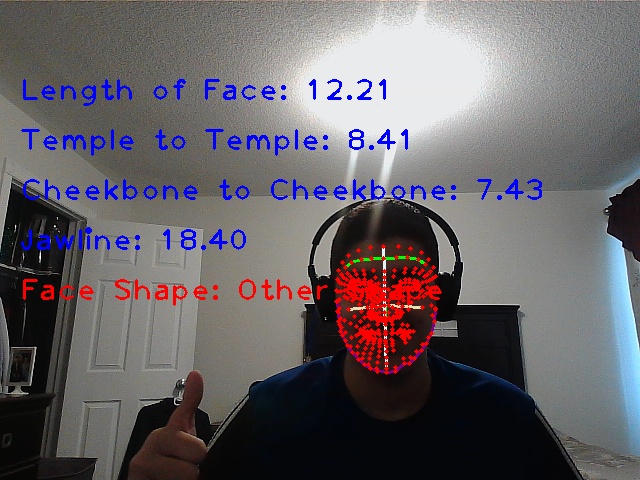 Length of Face: 12.21
Temple to Temple: 8.41
Cheekbone to Cheekbone: 7.43
Jawline: 18.40
Face Shape: Other Shape